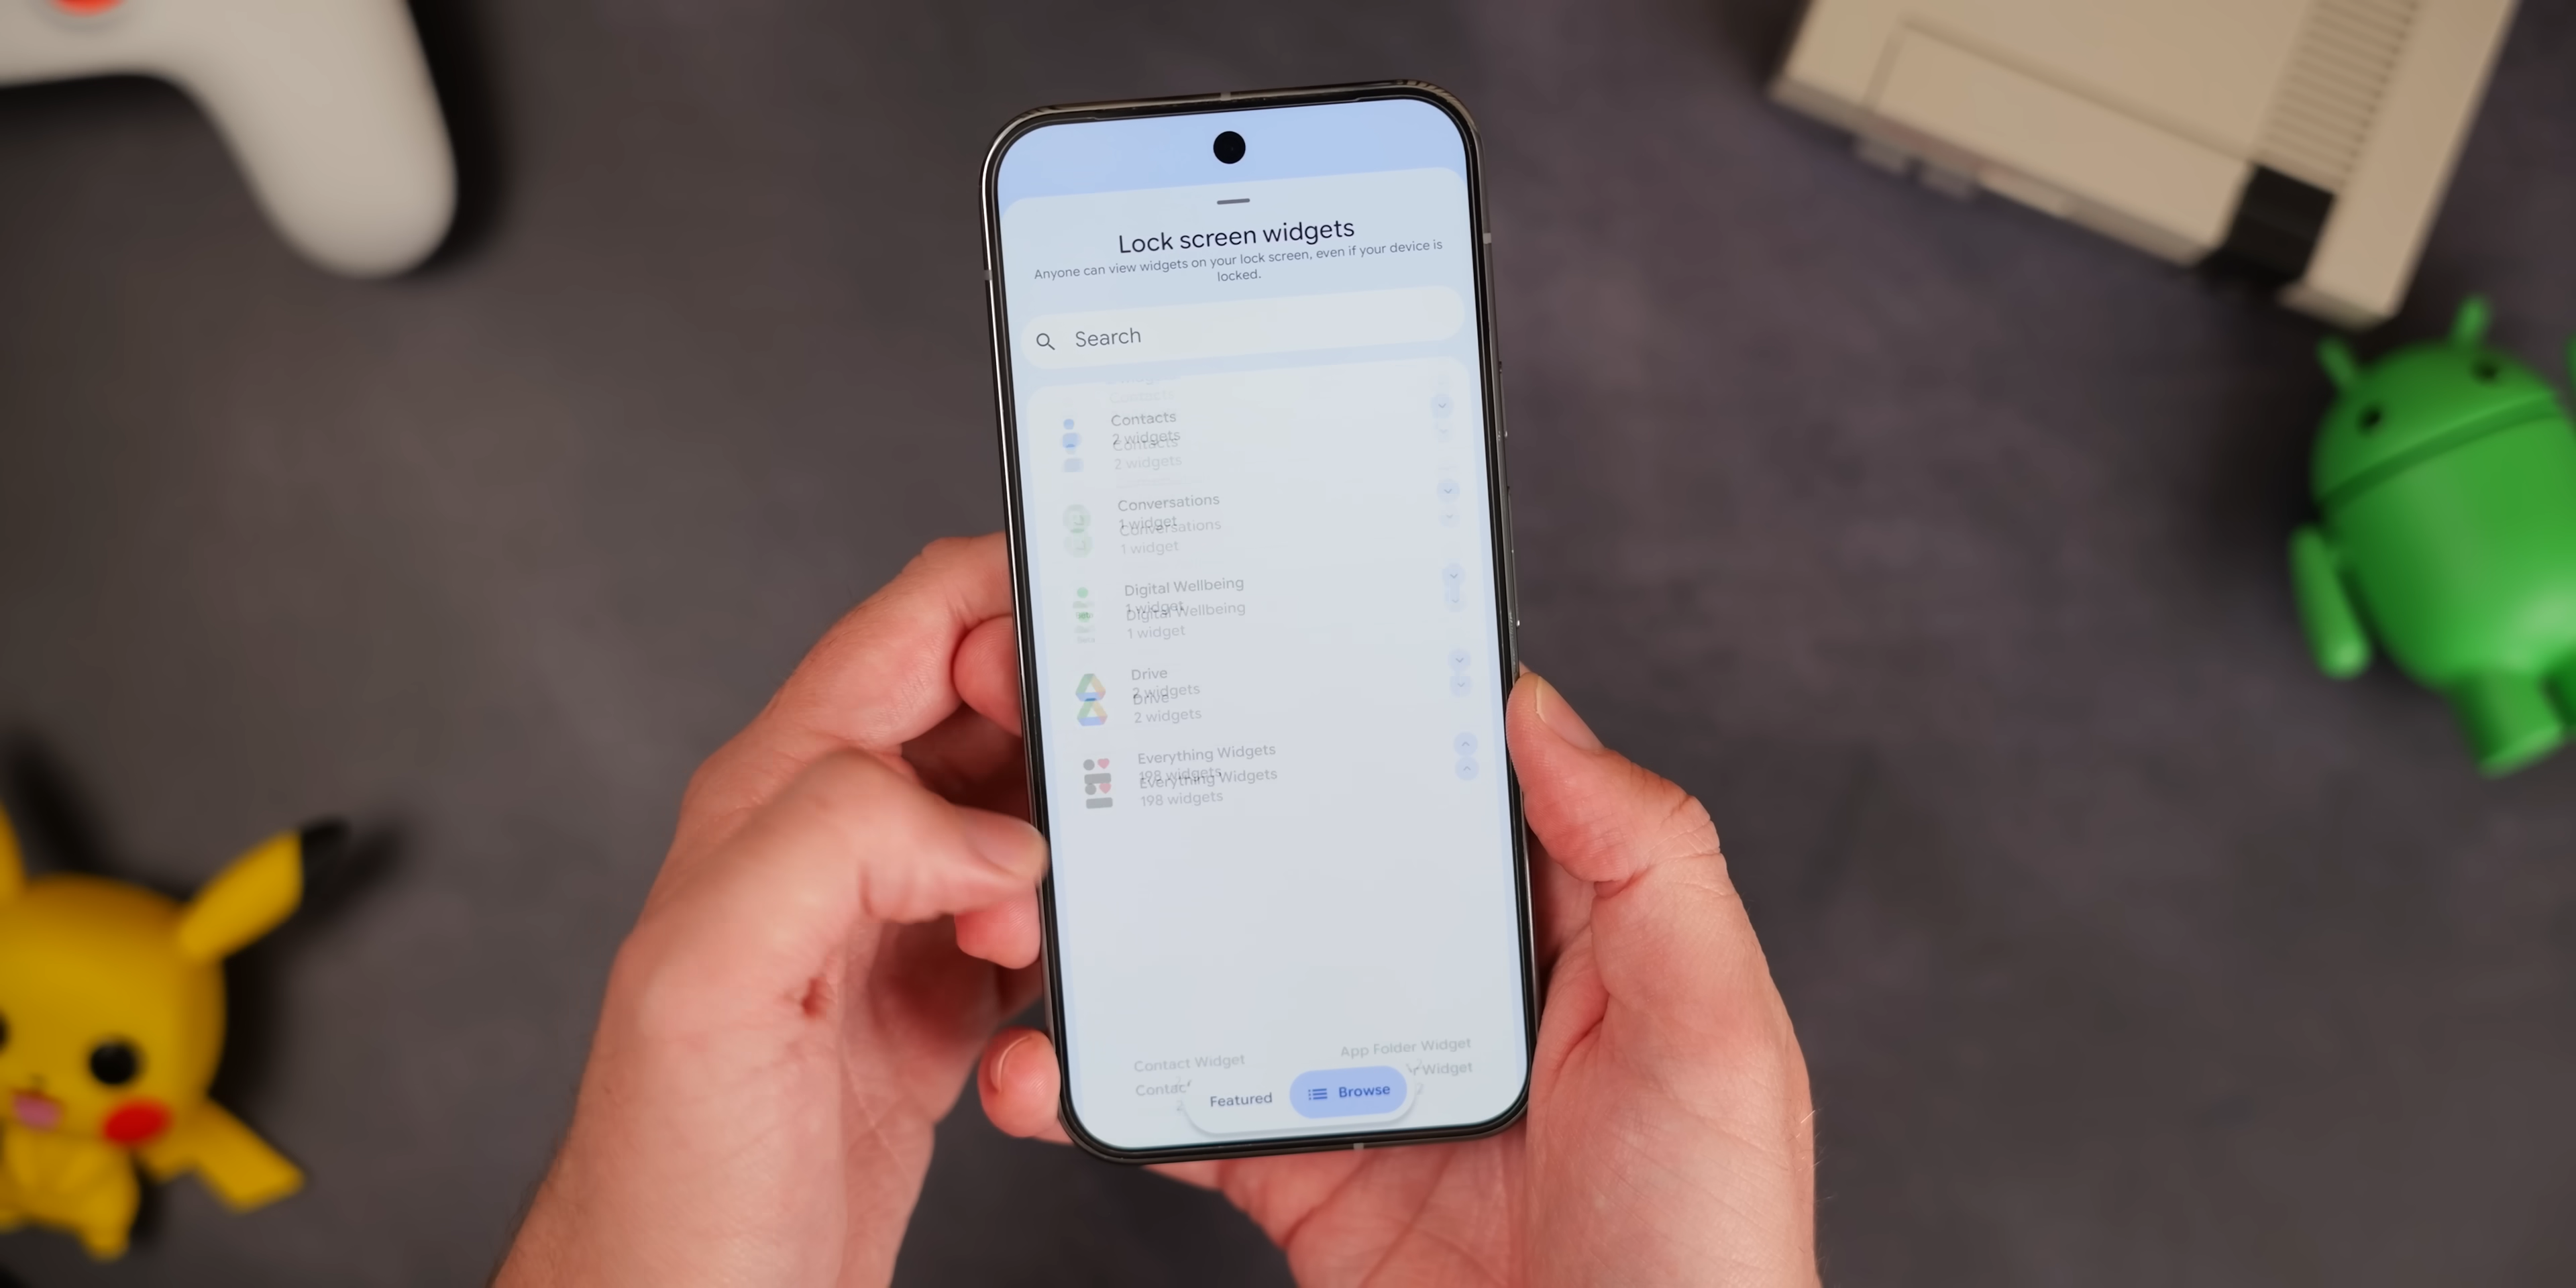 Lock screen widgets
Anyone can view widgets on your lock screen, even if your device is
locked.
Search
Contacts
Contacts
2 widgets
Contacts
2 widgets
Conversations
1 widget
Conversations
1 widget
Digital Wellbeing
1 widget
Digital Wellbeing
1 widget
Drive
2 widgets
Drive
2 widgets
Everything Widgets
198 widgets
Everything Widgets
198 widgets
Contact Widget
App Folder Widget
Widget
Featured
Browse